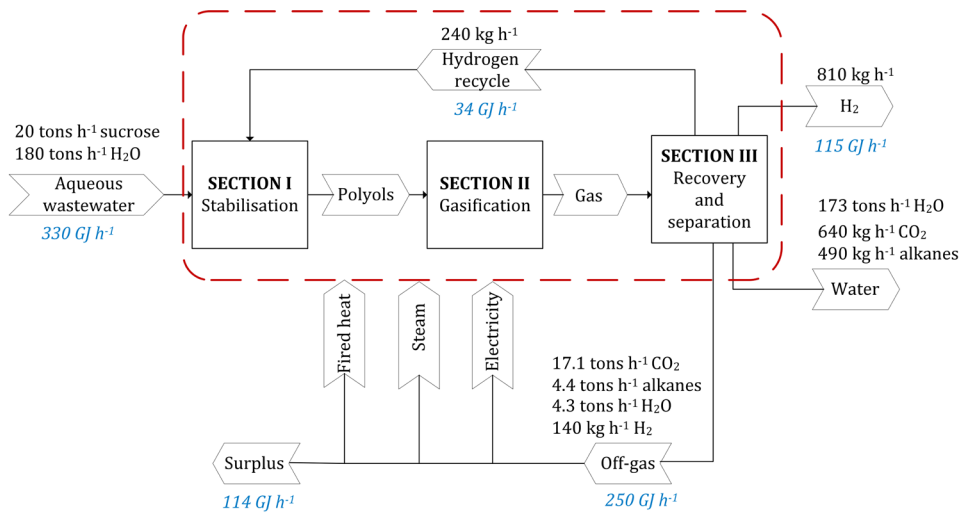 240 kg h⁻¹
Hydrogen
recycle
34 GJ h⁻¹
810 kg h⁻¹
H₂
115 GJ h⁻¹
20 tons h⁻¹ sucrose
180 tons h⁻¹ H₂O
Aqueous
wastewater
330 GJ h⁻¹
SECTION I
Stabilisation
Polyols
SECTION II
Gasification
Gas
SECTION III
Recovery
and
separation
173 tons h⁻¹ H₂O
640 kg h⁻¹ CO₂
490 kg h⁻¹ alkanes
Water
Fired heat
Steam
Electricity
17.1 tons h⁻¹ CO₂
4.4 tons h⁻¹ alkanes
4.3 tons h⁻¹ H₂O
140 kg h⁻¹ H₂
Surplus
114 GJ h⁻¹
Off-gas
250 GJ h⁻¹